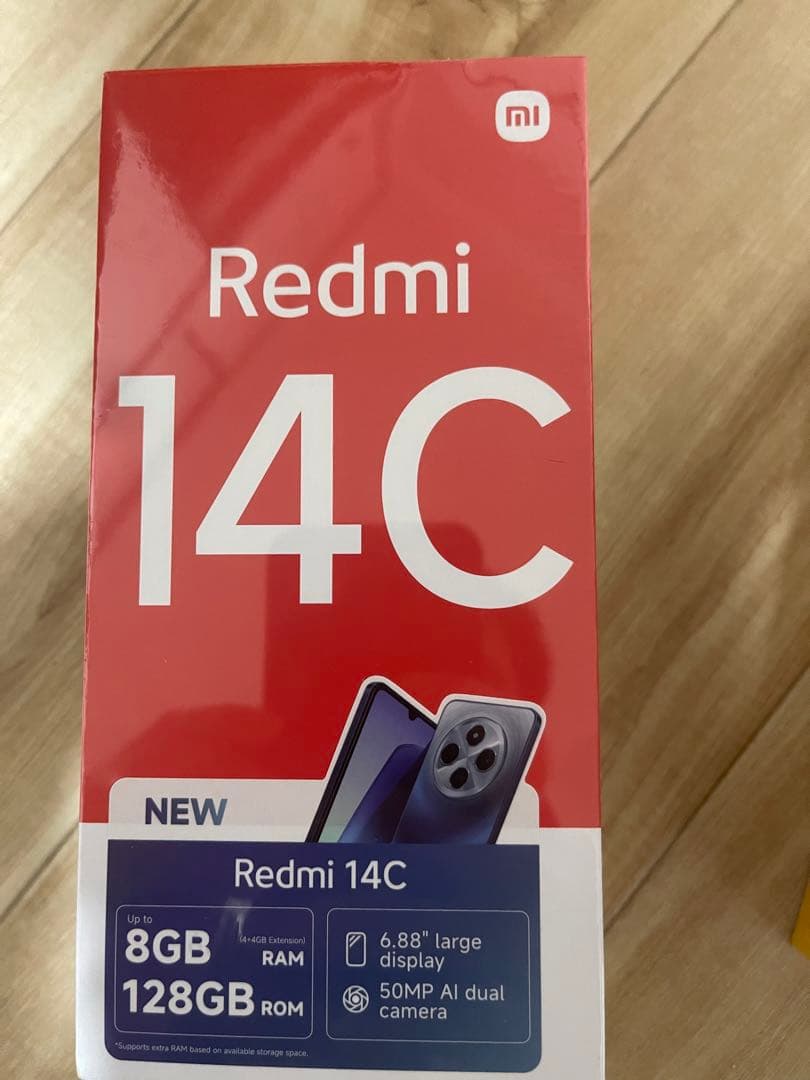 mi
Redmi
14C
NEW
Redmi 14C
Up to
8GB (4+4GB Extension) RAM
128GB ROM
6.88" large
display
50MP AI dual
camera
*Supports extra RAM based on available storage space.